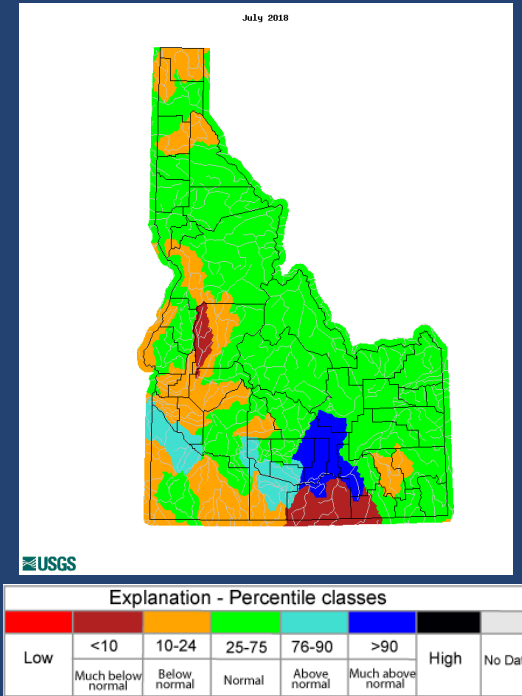 July 2018
USGS
Explanation - Percentile classes
Low
<10
10-24
25-75
76-90
>90
High
No Dat
Much below
normal
Below
normal
Normal
Above
normal
Much above
normal